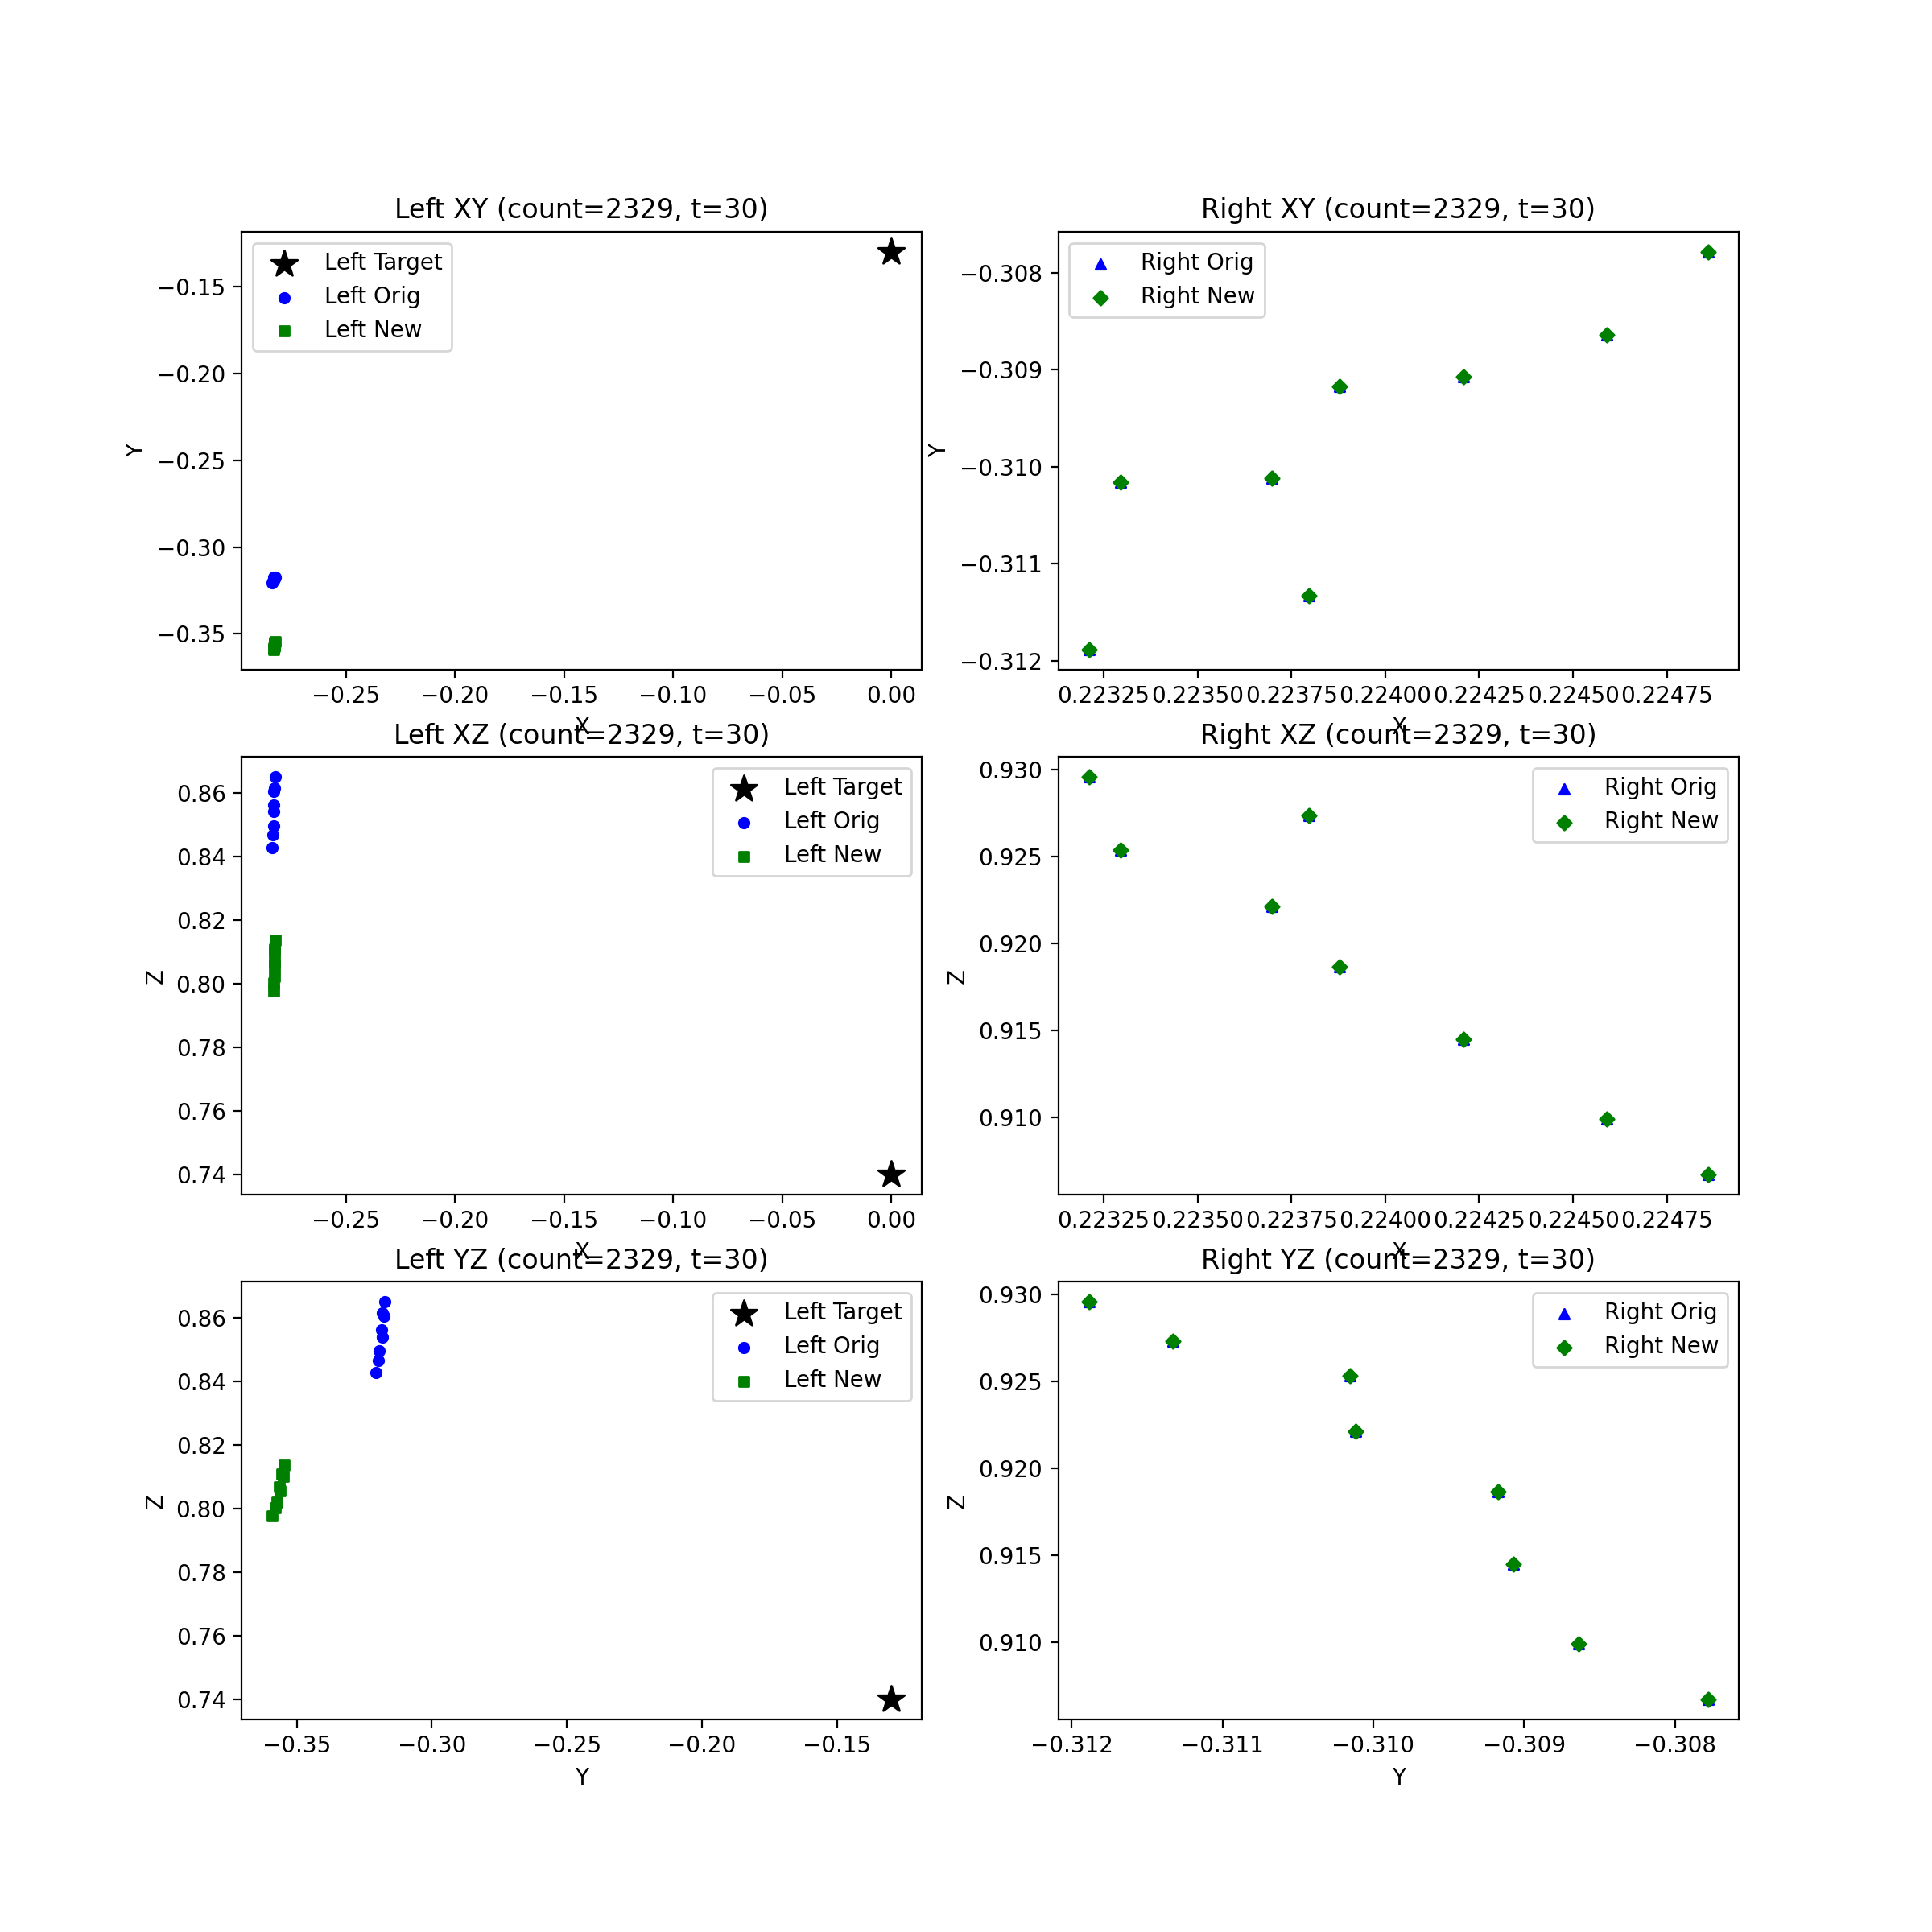 Left XY (count=2329, t=30)
Left Target
Left Orig
Left New
−0.15
−0.20
−0.25
−0.30
−0.35
Y
−0.25 −0.20 −0.15 −0.10 −0.05 0.00
X
Right XY (count=2329, t=30)
Right Orig
Right New
−0.308
−0.309
−0.310
−0.311
−0.312
Y
0.22325 0.22350 0.22375 0.22400 0.22425 0.22450 0.22475
X
Left XZ (count=2329, t=30)
Left Target
Left Orig
Left New
0.86
0.84
0.82
0.80
0.78
0.76
0.74
Z
−0.25 −0.20 −0.15 −0.10 −0.05 0.00
X
Right XZ (count=2329, t=30)
Right Orig
Right New
0.930
0.925
0.920
0.915
0.910
Z
0.22325 0.22350 0.22375 0.22400 0.22425 0.22450 0.22475
X
Left YZ (count=2329, t=30)
Left Target
Left Orig
Left New
0.86
0.84
0.82
0.80
0.78
0.76
0.74
Z
−0.35 −0.30 −0.25 −0.20 −0.15
Y
Right YZ (count=2329, t=30)
Right Orig
Right New
0.930
0.925
0.920
0.915
0.910
Z
−0.312 −0.311 −0.310 −0.309 −0.308
Y